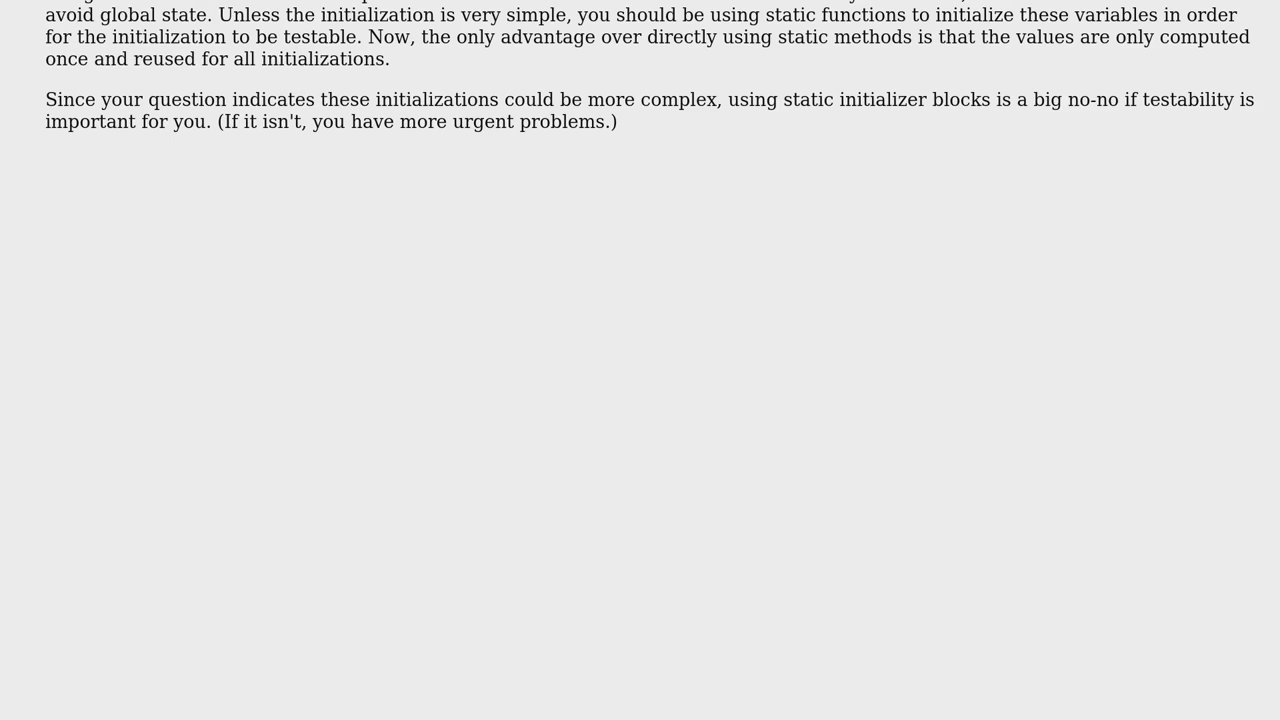 avoid global state. Unless the initialization is very simple, you should be using static functions to initialize these variables in order
for the initialization to be testable. Now, the only advantage over directly using static methods is that the values are only computed
once and reused for all initializations.
Since your question indicates these initializations could be more complex, using static initializer blocks is a big no-no if testability is
important for you. (If it isn't, you have more urgent problems.)